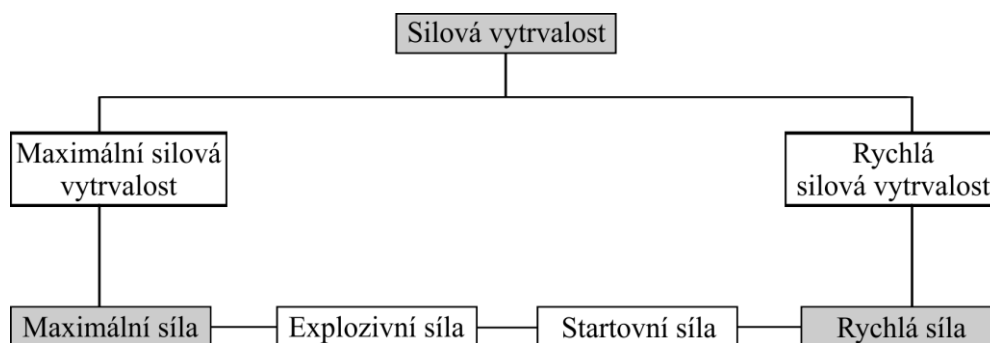 Silová vytrvalost
Maximální silová
vytrvalost
Rychlá
silová vytrvalost
Maximální síla
Explozivní síla
Startovní síla
Rychlá síla